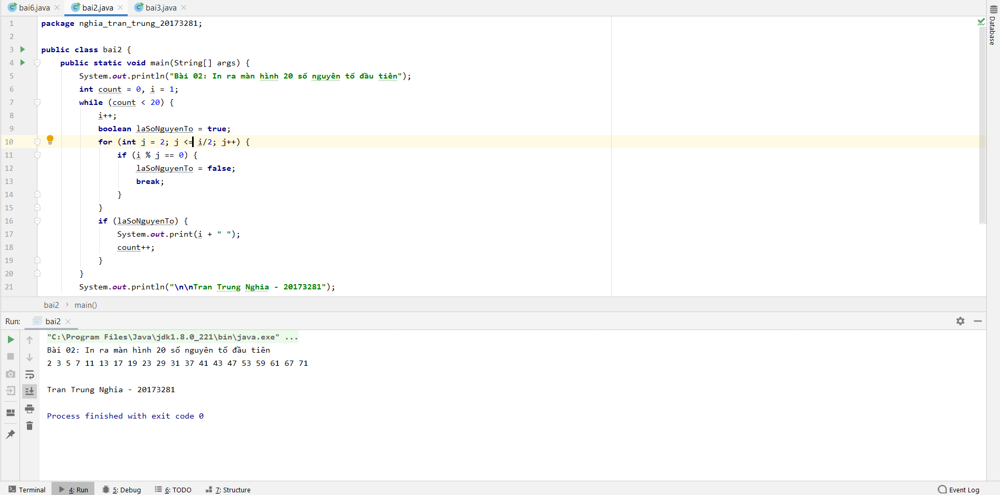 bai6.java bai2.java bai3.java
Database
1 package nghia_tran_trung_20173281;
2
3 public class bai2 {
4 public static void main(String[] args) {
5 System.out.println("Bài 02: In ra màn hình 20 số nguyên tố đầu tiên");
6 int count = 0, i = 1;
7 while (count < 20) {
8 i++;
9 boolean laSoNguyenTo = true;
10 for (int j = 2; j <= i/2; j++) {
11 if (i % j == 0) {
12 laSoNguyenTo = false;
13 break;
14 }
15 }
16 if (laSoNguyenTo) {
17 System.out.print(i + " ");
18 count++;
19 }
20 }
21 System.out.println("\n\nTran Trung Nghia - 20173281");
bai2 › main()
Run: bai2
"C:\Program Files\Java\jdk1.8.0_221\bin\java.exe" ...
Bài 02: In ra màn hình 20 số nguyên tố đầu tiên
2 3 5 7 11 13 17 19 23 29 31 37 41 43 47 53 59 61 67 71
Tran Trung Nghia - 20173281
Process finished with exit code 0
Terminal 4: Run 5: Debug 6: TODO 7: Structure Event Log